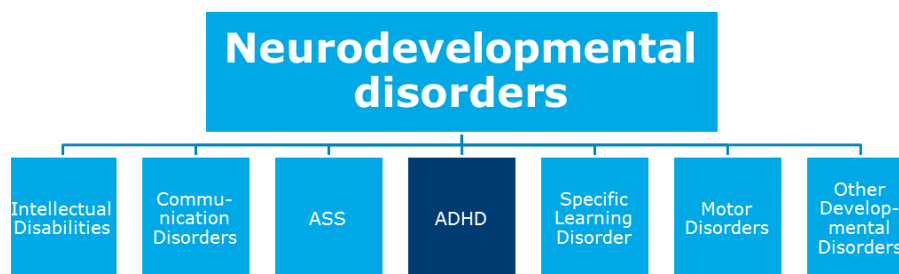 Neurodevelopmental
disorders
Intellectual
Disabilities
Commu-
nication
Disorders
ASS
ADHD
Specific
Learning
Disorder
Motor
Disorders
Other
Develop-
mental
Disorders